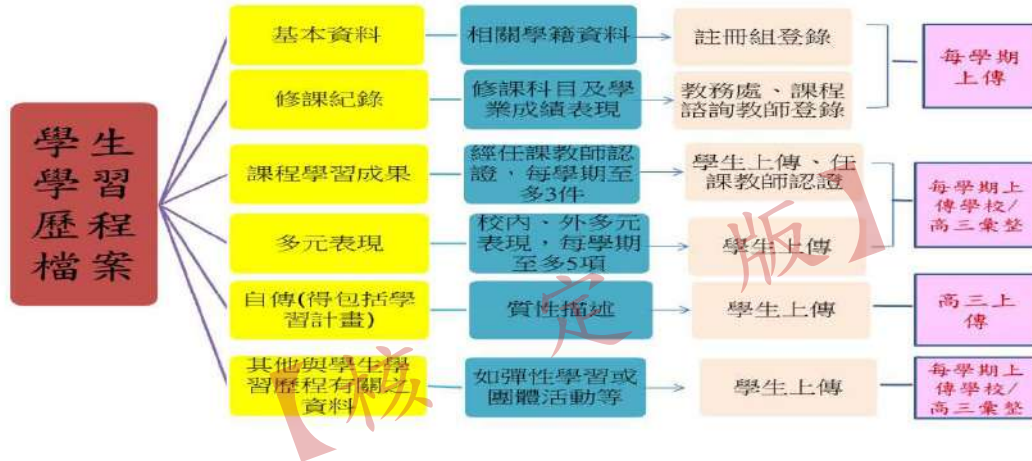 學生
學習
歷程
檔案
基本資料
相關學籍資料
註冊組登錄
修課紀錄
修課科目及學
業成績表現
教務處、課程
諮詢教師登錄
每學期
上傳
課程學習成果
經任課教師認
證，每學期至
多3件
學生上傳、任
課教師認證
多元表現
校內、外多元
表現，每學期
至多5項
學生上傳
每學期上
傳學校/
高三彙整
自傳(得包括學
習計畫)
質性描述
學生上傳
高三上
傳
其他與學生學
習歷程有關之
資料
如彈性學習或
團體活動等
學生上傳
每學期上
傳學校/
高三彙整
【核定版】